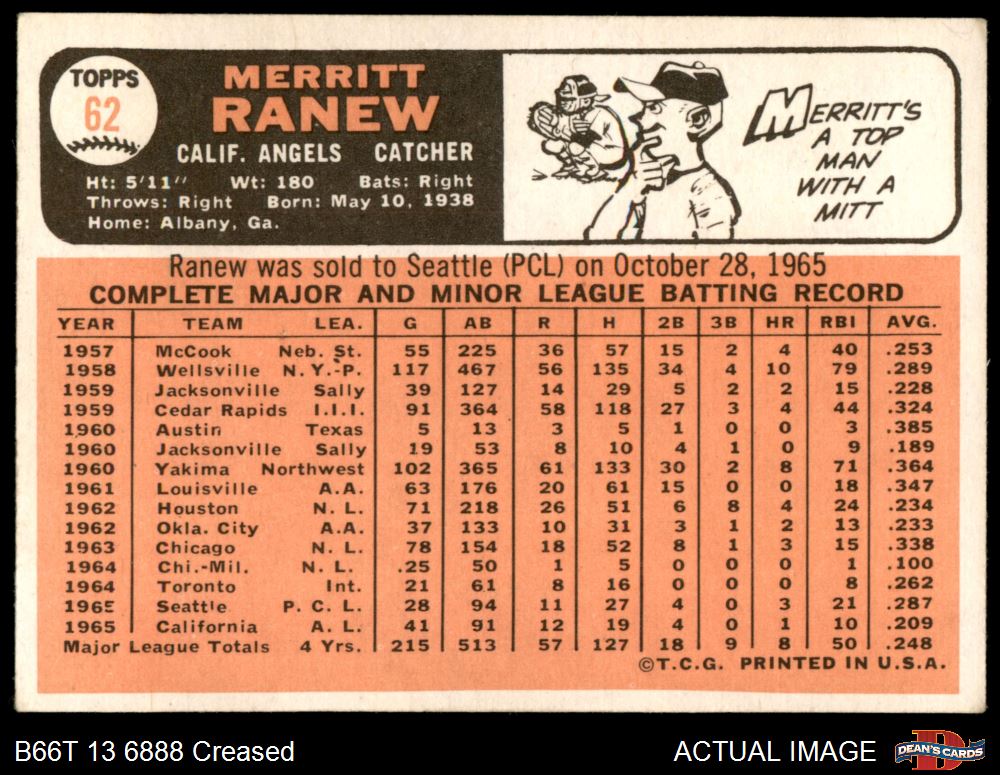 TOPPS
62
MERRITT
RANEW
CALIF. ANGELS CATCHER
Ht: 5'11" Wt: 180 Bats: Right
Throws: Right Born: May 10, 1938
Home: Albany, Ga.
MERRITT'S
A TOP
MAN
WITH A
MITT
Ranew was sold to Seattle (PCL) on October 28, 1965
COMPLETE MAJOR AND MINOR LEAGUE BATTING RECORD
YEAR TEAM LEA. G AB R H 2B 3B HR RBI AVG.
1957 McCook Neb. St. 55 225 36 57 15 2 4 40 .253
1958 Wellsville N.Y.-P. 117 467 56 135 34 4 10 79 .289
1959 Jacksonville Sally 39 127 14 29 5 2 2 15 .228
1959 Cedar Rapids I.I.I. 91 364 58 118 27 3 4 44 .324
1960 Austin Texas 5 13 3 5 1 0 0 3 .385
1960 Jacksonville Sally 19 53 8 10 4 1 0 9 .189
1960 Yakima Northwest 102 365 61 133 30 2 8 71 .364
1961 Louisville A.A. 63 176 20 61 15 0 0 18 .347
1962 Houston N. L. 71 218 26 51 6 8 4 24 .234
1962 Okla. City A.A. 37 133 10 31 3 1 2 13 .233
1963 Chicago N. L. 78 154 18 52 8 1 3 15 .338
1964 Chi.-Mil. N. L. 25 50 1 5 0 0 0 1 .100
1964 Toronto Int. 21 61 8 16 0 0 0 8 .262
1965 Seattle P. C. L. 28 94 11 27 4 0 3 21 .287
1965 California A. L. 41 91 12 19 4 0 1 10 .209
Major League Totals 4 Yrs. 215 513 57 127 18 9 8 50 .248
©T.C.G. PRINTED IN U.S.A.
B66T 13 6888 Creased
ACTUAL IMAGE
D
DEAN'S CARDS